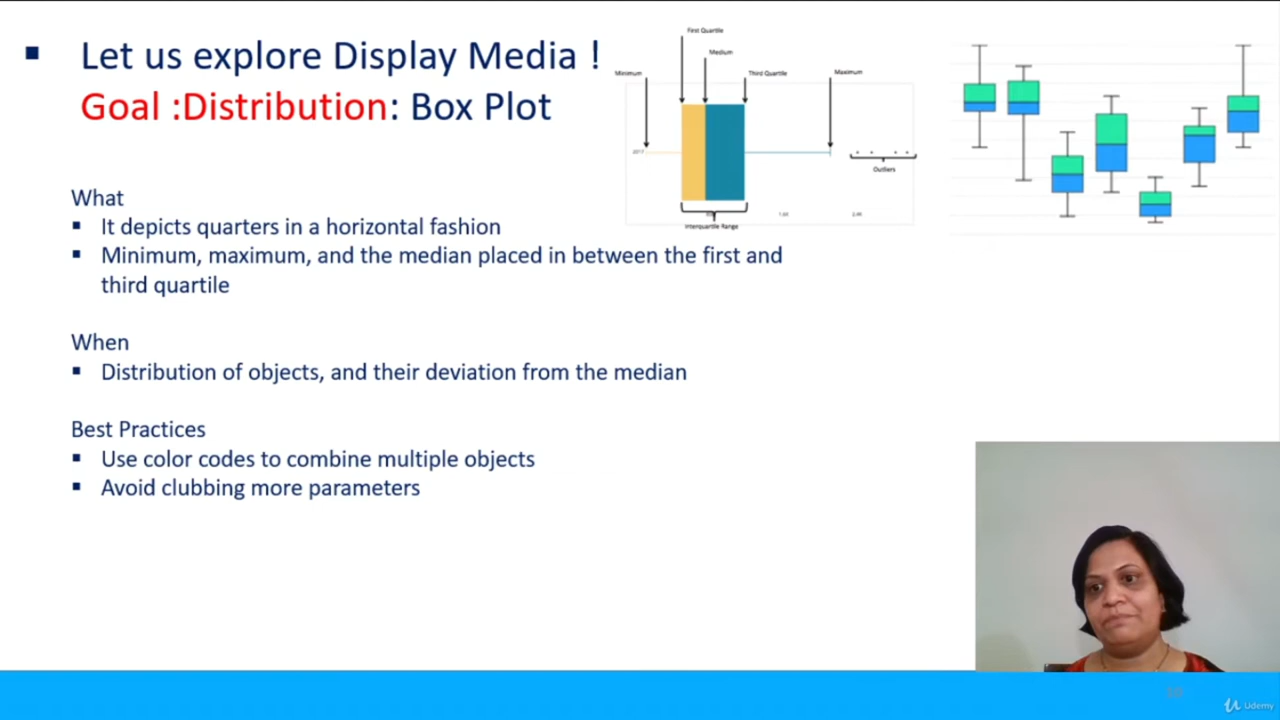 Let us explore Display Media !
Goal :Distribution: Box Plot
First Quartile
Medium
Minimum
Third Quartile
Maximum
2017
Outliers
Interquartile Range
What
It depicts quarters in a horizontal fashion
Minimum, maximum, and the median placed in between the first and
third quartile
When
Distribution of objects, and their deviation from the median
Best Practices
Use color codes to combine multiple objects
Avoid clubbing more parameters
Udemy